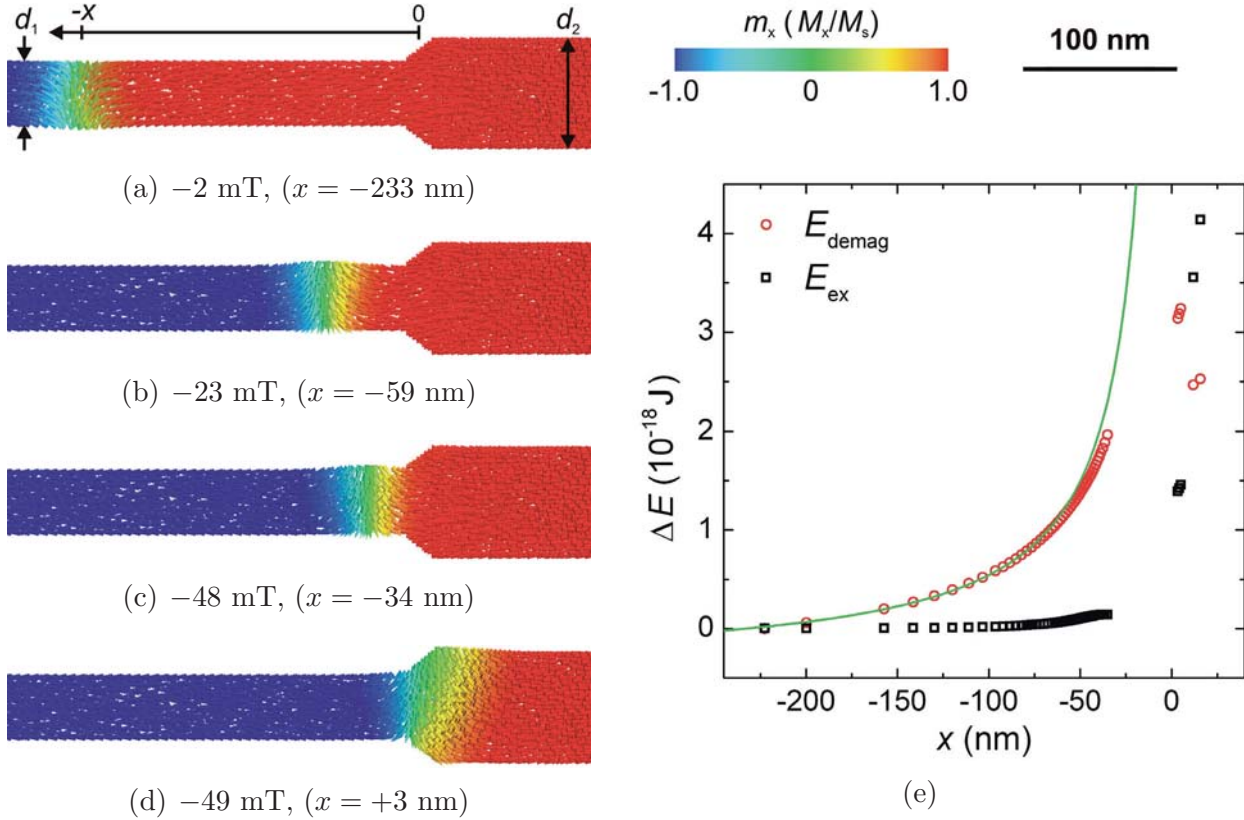 d₁
-x
0
d₂
(a) −2 mT, (x = −233 nm)
(b) −23 mT, (x = −59 nm)
(c) −48 mT, (x = −34 nm)
(d) −49 mT, (x = +3 nm)
mₓ (Mₓ/Mₛ)
-1.0 0 1.0
100 nm
E_demag
E_ex
ΔE (10⁻¹⁸ J)
4
3
2
1
0
-200 -150 -100 -50 0
x (nm)
(e)